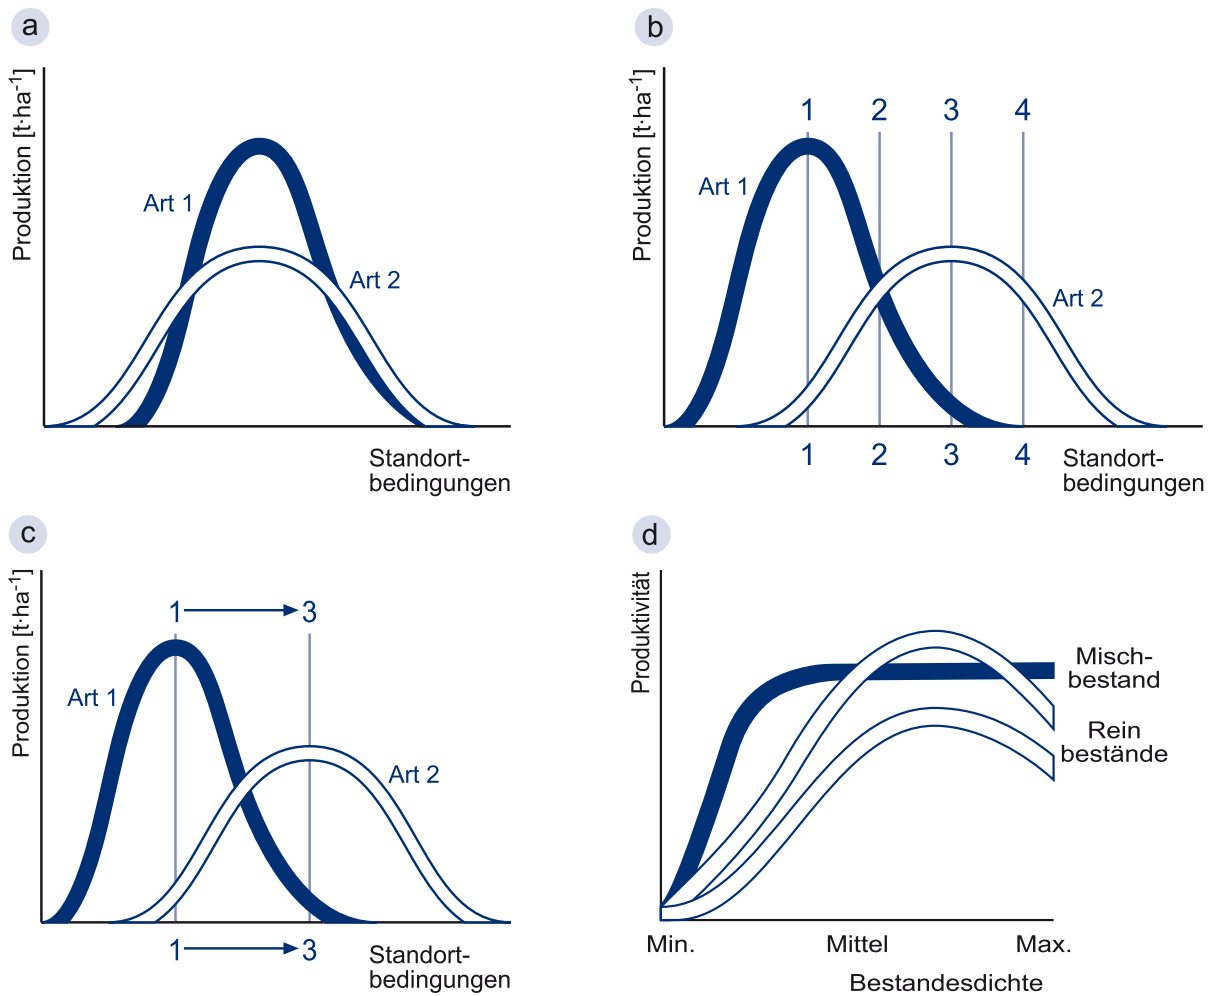 a
Produktion [t·ha⁻¹]
Art 1
Art 2
Standort-
bedingungen
b
Produktion [t·ha⁻¹]
1 2 3 4
Art 1
Art 2
1 2 3 4
Standort-
bedingungen
c
Produktion [t·ha⁻¹]
1 3
Art 1
Art 2
1 3
Standort-
bedingungen
d
Produktivität
Misch-
bestand
Rein
bestände
Min. Mittel Max.
Bestandesdichte